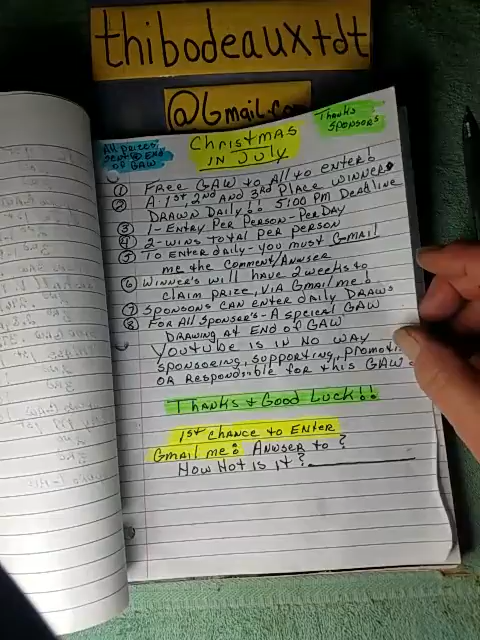 thibodeauxtdt
@Gmail.com
All prizes
sent to end
of GAW
Christmas
in July
Thanks
Sponsors
① Free GAW to All to enter!
② A 1st 2nd and 3rd Place winner
Drawn Daily!! 5:00 PM Deadline
③ 1-Entry Per Person-Per Day
④ 2-Wins total Per Person
⑤ To Enter daily-you must Gmail
me the comment/Anwser
⑥ Winner's will have 2 weeks to
claim prize, via Gmail me!
⑦ Sponsors can enter daily Draws
⑧ For All Sponser's-A special GAW
Drawing at End of GAW
Youtube is in no way
sponsoring, supporting, Promoting
or responsible for this GAW.
Thanks + Good Luck!!
1st chance to Enter
Gmail me: Anwser to?
How Hot is it?